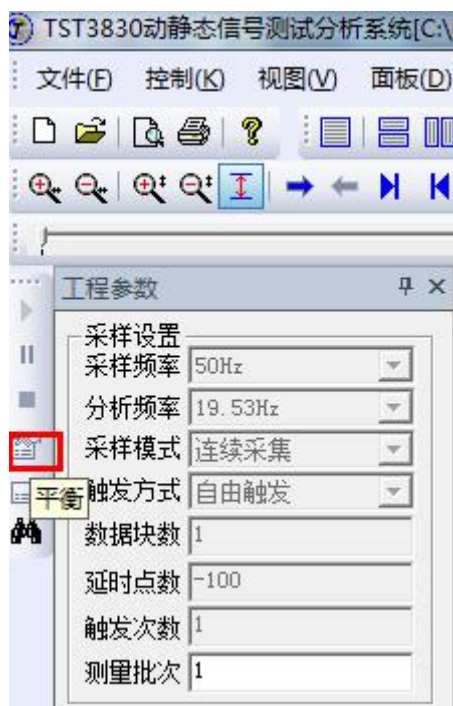 TST3830动静态信号测试分析系统[C:\
文件(F) 控制(K) 视图(V) 面板(D)
工程参数
采样设置
采样频率 50Hz
分析频率 19.53Hz
采样模式 连续采集
触发方式 自由触发
平衡
数据块数 1
延时点数 -100
触发次数 1
测量批次 1